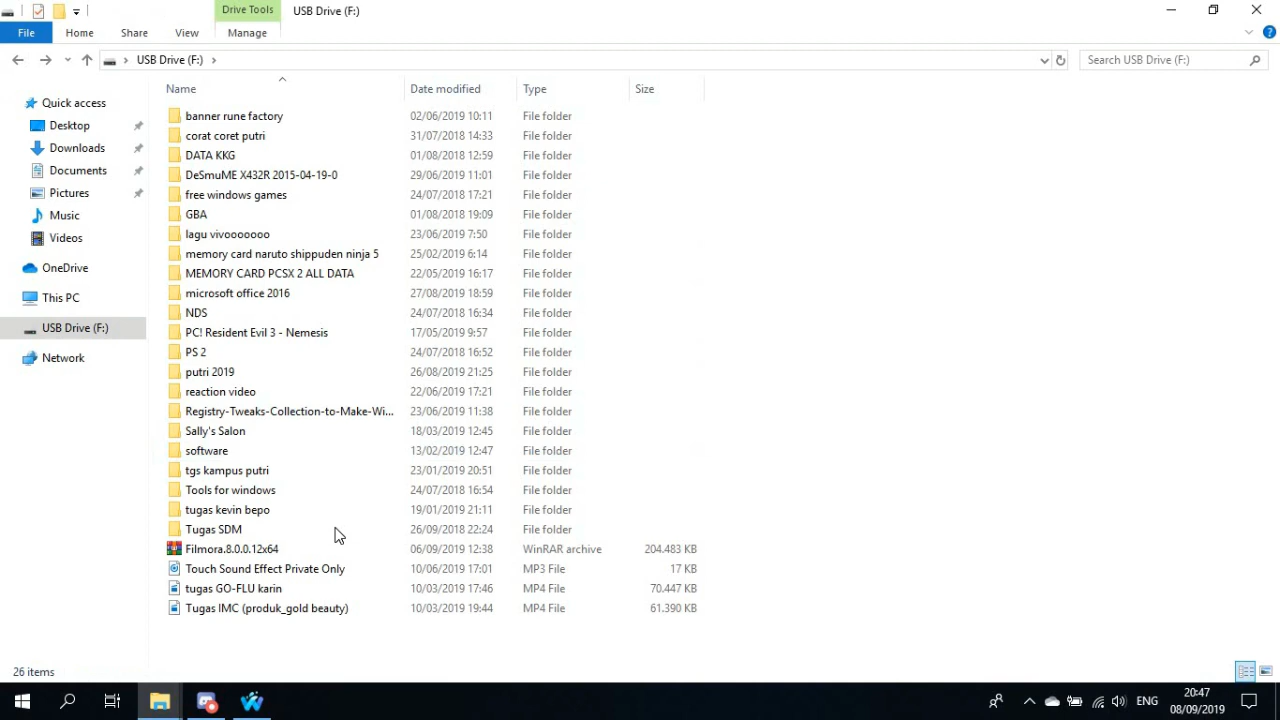 Drive Tools USB Drive (F:)
File Home Share View Manage
USB Drive (F:) Search USB Drive (F:)
Name Date modified Type Size
Quick access
Desktop
Downloads
Documents
Pictures
Music
Videos
OneDrive
This PC
USB Drive (F:)
Network
banner rune factory 02/06/2019 10:11 File folder
corat coret putri 31/07/2018 14:33 File folder
DATA KKG 01/08/2018 12:59 File folder
DeSmuME X432R 2015-04-19-0 29/06/2019 11:01 File folder
free windows games 24/07/2018 17:21 File folder
GBA 01/08/2018 19:09 File folder
lagu vivooooooo 23/06/2019 7:50 File folder
memory card naruto shippuden ninja 5 25/02/2019 6:14 File folder
MEMORY CARD PCSX 2 ALL DATA 22/05/2019 16:17 File folder
microsoft office 2016 27/08/2019 18:59 File folder
NDS 24/07/2018 16:34 File folder
PC! Resident Evil 3 - Nemesis 17/05/2019 9:57 File folder
PS 2 24/07/2018 16:52 File folder
putri 2019 26/08/2019 21:25 File folder
reaction video 22/06/2019 17:21 File folder
Registry-Tweaks-Collection-to-Make-Wi... 23/06/2019 11:38 File folder
Sally's Salon 18/03/2019 12:45 File folder
software 13/02/2019 12:47 File folder
tgs kampus putri 23/01/2019 20:51 File folder
Tools for windows 24/07/2018 16:54 File folder
tugas kevin bepo 19/01/2019 21:11 File folder
Tugas SDM 26/09/2018 22:24 File folder
Filmora.8.0.0.12x64 06/09/2019 12:38 WinRAR archive 204.483 KB
Touch Sound Effect Private Only 10/06/2019 17:01 MP3 File 17 KB
tugas GO-FLU karin 10/03/2019 17:46 MP4 File 70.447 KB
Tugas IMC (produk_gold beauty) 10/03/2019 19:44 MP4 File 61.390 KB
26 items
ENG 20:47
08/09/2019